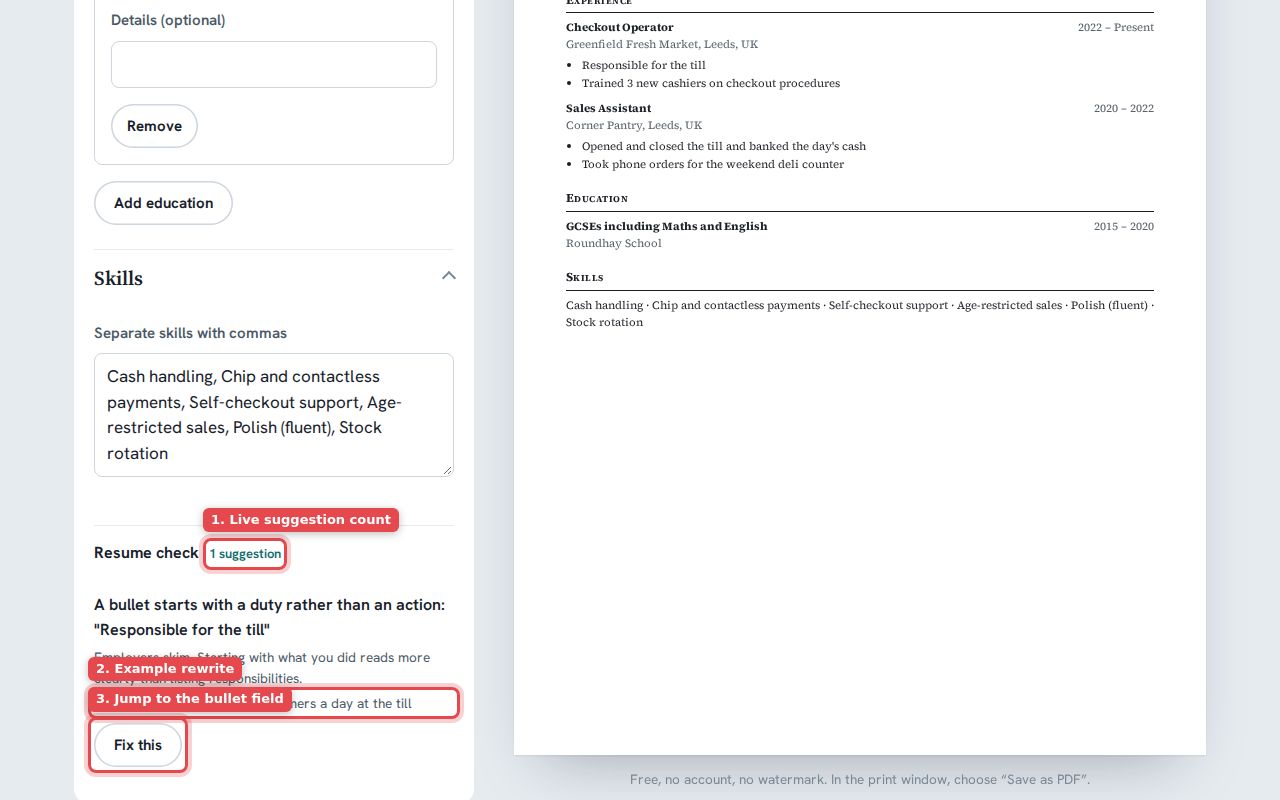 Details (optional)
Remove
Add education
Skills
Separate skills with commas
Cash handling, Chip and contactless
payments, Self-checkout support, Age-
restricted sales, Polish (fluent), Stock
rotation
1. Live suggestion count
Resume check
1 suggestion
A bullet starts with a duty rather than an action:
"Responsible for the till"
Employers skim. Starting with what you did reads more
clearly than listing responsibilities.
2. Example rewrite
3. Jump to the bullet field
a day at the till
Fix this
Experience
Checkout Operator
2022 – Present
Greenfield Fresh Market, Leeds, UK
• Responsible for the till
• Trained 3 new cashiers on checkout procedures
Sales Assistant
2020 – 2022
Corner Pantry, Leeds, UK
• Opened and closed the till and banked the day's cash
• Took phone orders for the weekend deli counter
Education
GCSEs including Maths and English
2015 – 2020
Roundhay School
Skills
Cash handling · Chip and contactless payments · Self-checkout support · Age-restricted sales · Polish (fluent) ·
Stock rotation
Free, no account, no watermark. In the print window, choose “Save as PDF”.